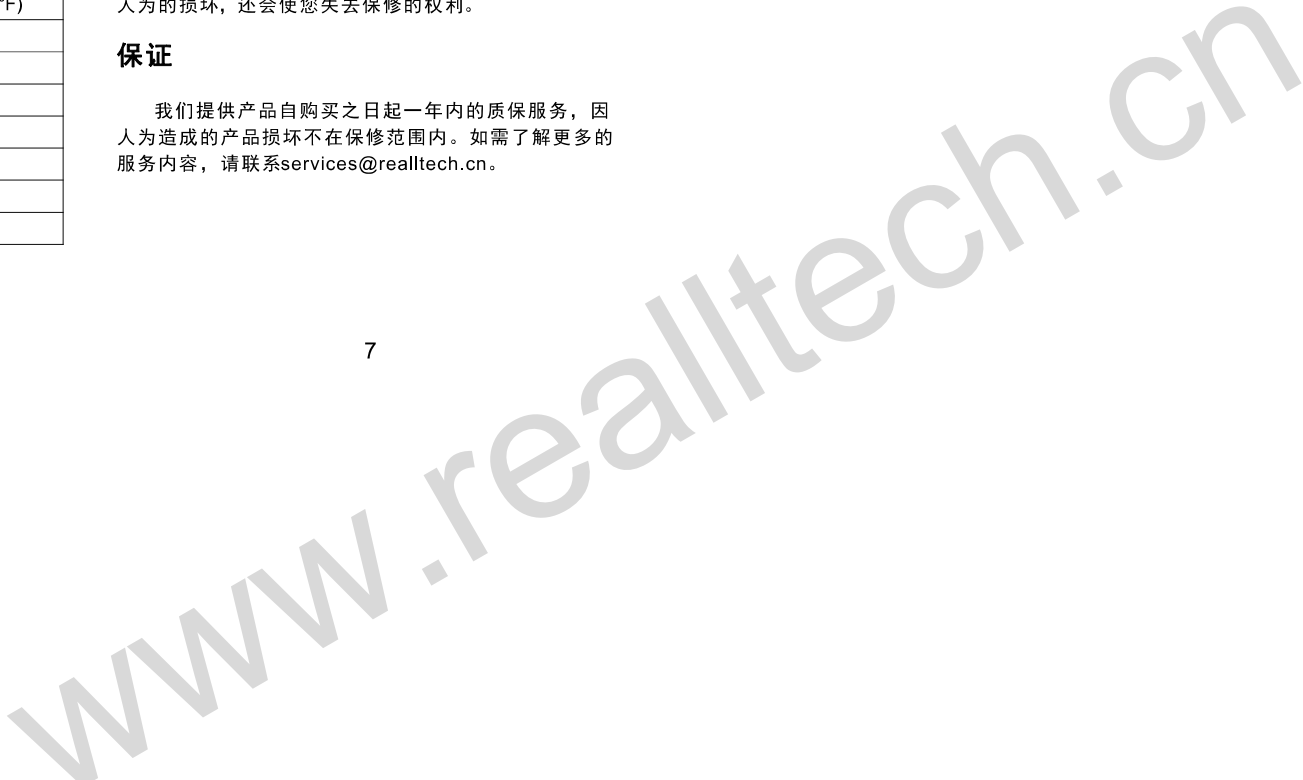 °F)
人为的损坏，还会使您失去保修的权利。
保证
我们提供产品自购买之日起一年内的质保服务，因
人为造成的产品损坏不在保修范围内。如需了解更多的
服务内容，请联系services@realltech.cn。
7
www.realltech.cn